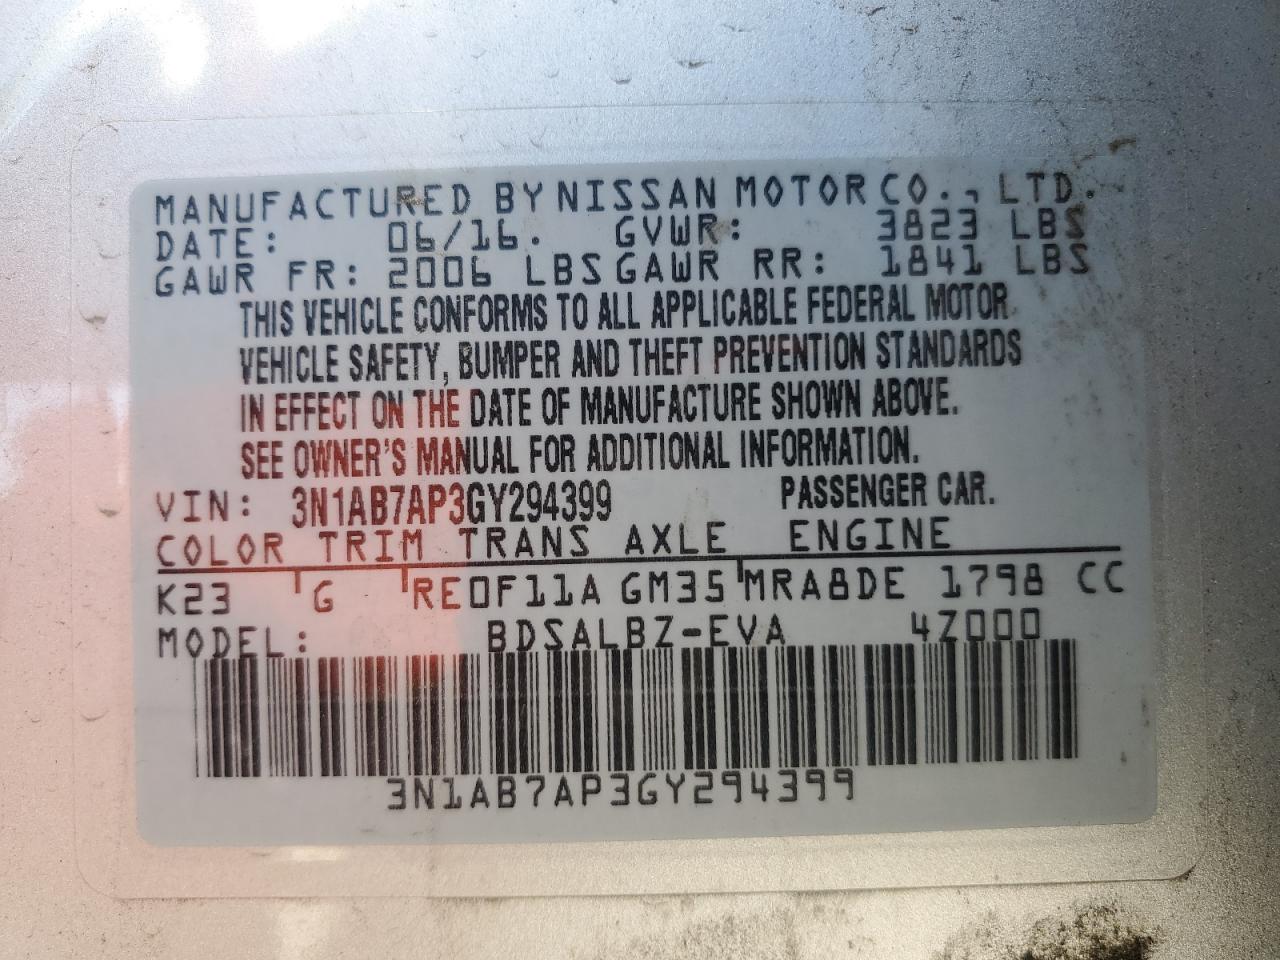 MANUFACTURED BY NISSAN MOTOR CO., LTD.
DATE: 06/16. GVWR: 3823 LBS
GAWR FR: 2006 LBS GAWR RR: 1841 LBS
THIS VEHICLE CONFORMS TO ALL APPLICABLE FEDERAL MOTOR
VEHICLE SAFETY, BUMPER AND THEFT PREVENTION STANDARDS
IN EFFECT ON THE DATE OF MANUFACTURE SHOWN ABOVE.
SEE OWNER'S MANUAL FOR ADDITIONAL INFORMATION.
VIN: 3N1AB7AP3GY294399 PASSENGER CAR.
COLOR TRIM TRANS AXLE ENGINE
K23 G RE0F11A GM35 MRA8DE 1798 CC
MODEL: BDSALBZ-EVA 4Z000
3N1AB7AP3GY294399